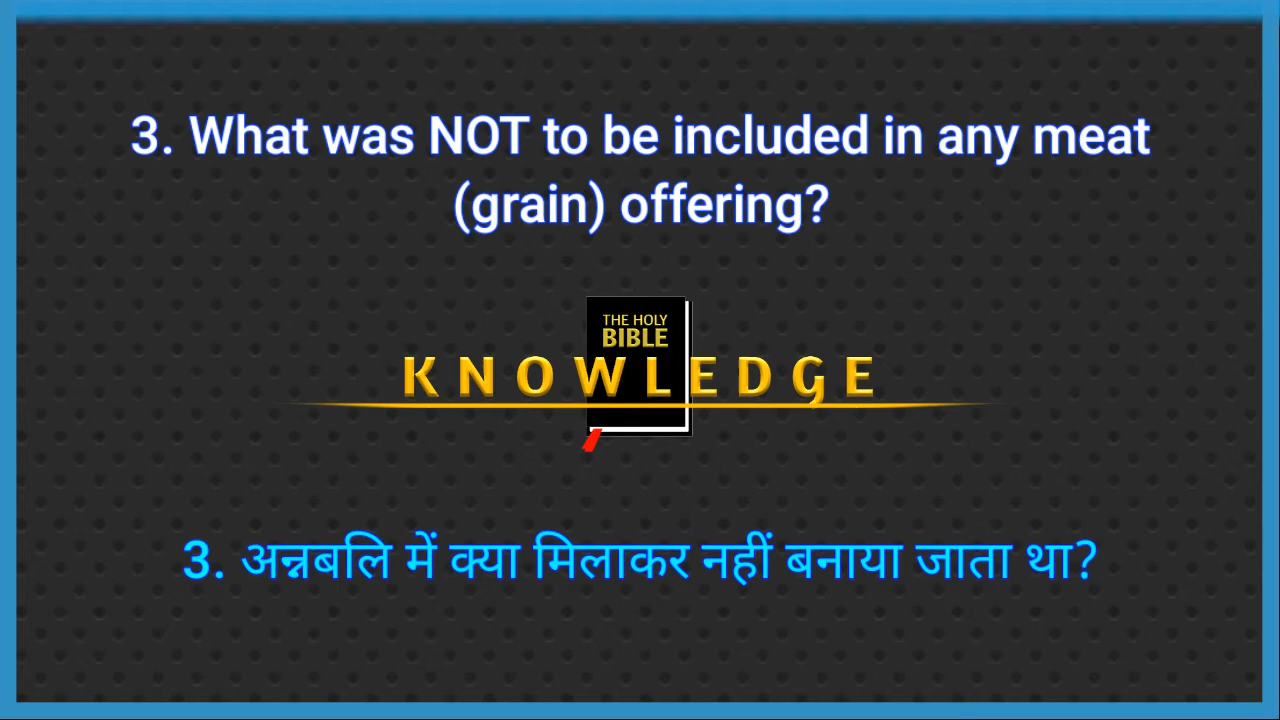 3. What was NOT to be included in any meat
(grain) offering?
THE HOLY
BIBLE
KNOWLEDGE
3. अन्नबलि में क्या मिलाकर नहीं बनाया जाता था?